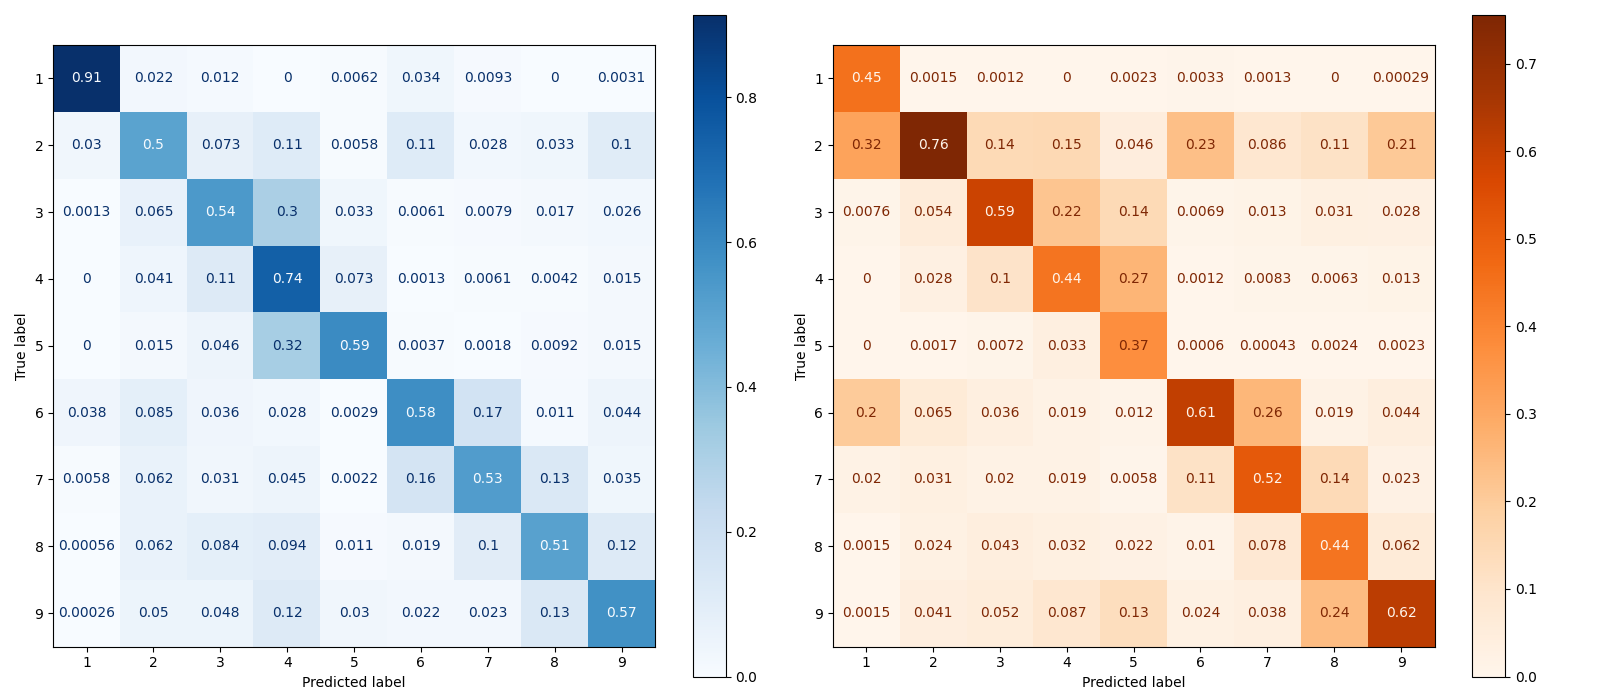 1 0.91 0.022 0.012 0 0.0062 0.034 0.0093 0 0.0031
2 0.03 0.5 0.073 0.11 0.0058 0.11 0.028 0.033 0.1
3 0.0013 0.065 0.54 0.3 0.033 0.0061 0.0079 0.017 0.026
4 0 0.041 0.11 0.74 0.073 0.0013 0.0061 0.0042 0.015
5 0 0.015 0.046 0.32 0.59 0.0037 0.0018 0.0092 0.015
6 0.038 0.085 0.036 0.028 0.0029 0.58 0.17 0.011 0.044
7 0.0058 0.062 0.031 0.045 0.0022 0.16 0.53 0.13 0.035
8 0.00056 0.062 0.084 0.094 0.011 0.019 0.1 0.51 0.12
9 0.00026 0.05 0.048 0.12 0.03 0.022 0.023 0.13 0.57
1 2 3 4 5 6 7 8 9
Predicted label
True label
0.8
0.6
0.4
0.2
0.0
1 0.45 0.0015 0.0012 0 0.0023 0.0033 0.0013 0 0.00029
2 0.32 0.76 0.14 0.15 0.046 0.23 0.086 0.11 0.21
3 0.0076 0.054 0.59 0.22 0.14 0.0069 0.013 0.031 0.028
4 0 0.028 0.1 0.44 0.27 0.0012 0.0083 0.0063 0.013
5 0 0.0017 0.0072 0.033 0.37 0.0006 0.00043 0.0024 0.0023
6 0.2 0.065 0.036 0.019 0.012 0.61 0.26 0.019 0.044
7 0.02 0.031 0.02 0.019 0.0058 0.11 0.52 0.14 0.023
8 0.0015 0.024 0.043 0.032 0.022 0.01 0.078 0.44 0.062
9 0.0015 0.041 0.052 0.087 0.13 0.024 0.038 0.24 0.62
1 2 3 4 5 6 7 8 9
Predicted label
True label
0.7
0.6
0.5
0.4
0.3
0.2
0.1
0.0